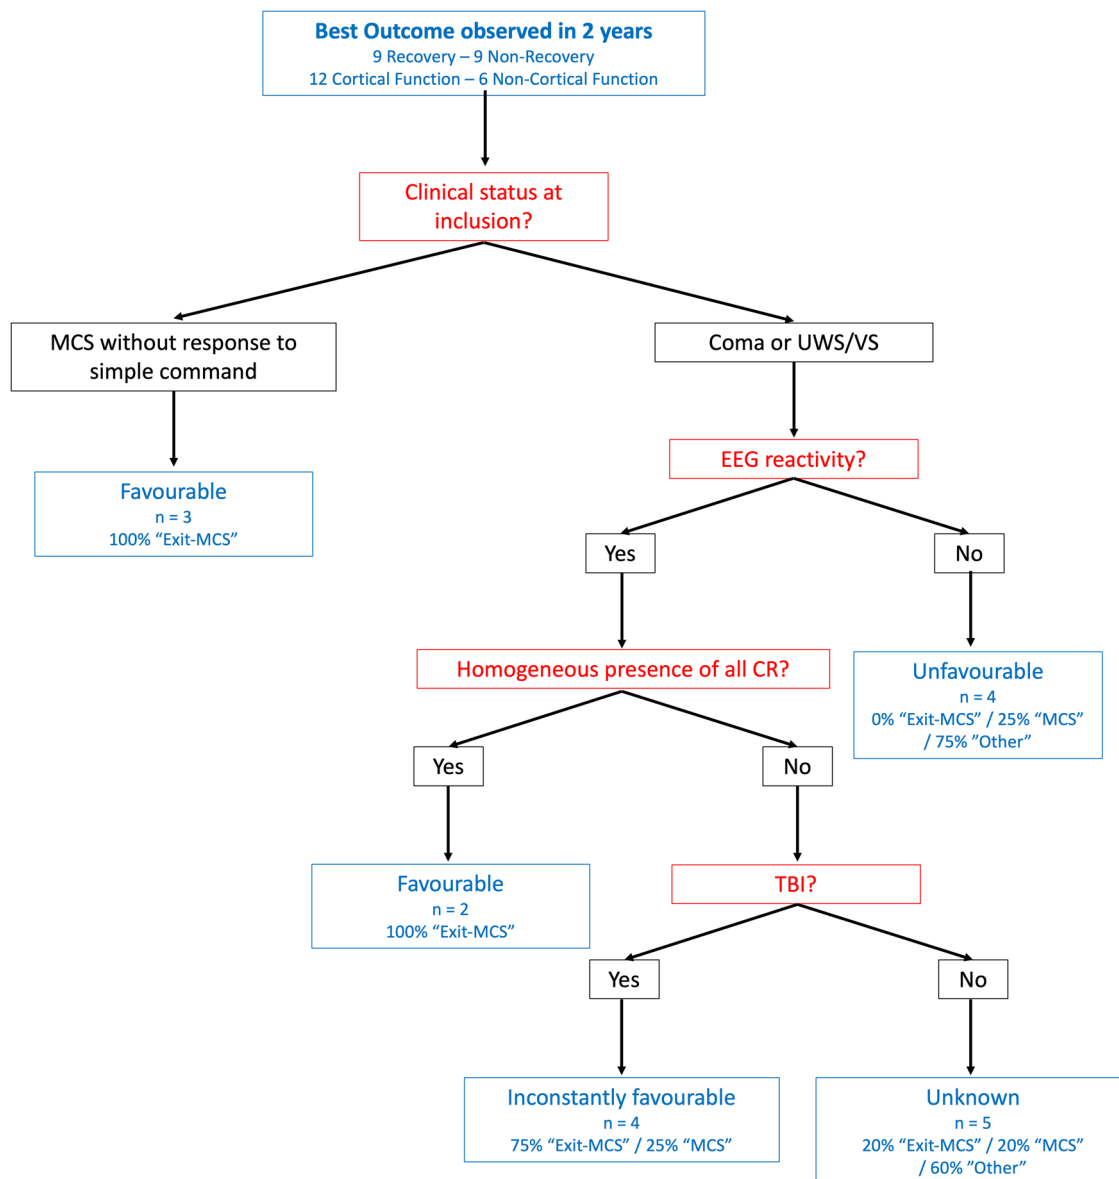 Best Outcome observed in 2 years
9 Recovery – 9 Non-Recovery
12 Cortical Function – 6 Non-Cortical Function
Clinical status at
inclusion?
MCS without response to
simple command
Coma or UWS/VS
Favourable
n = 3
100% “Exit-MCS”
EEG reactivity?
Yes
No
Homogeneous presence of all CR?
Unfavourable
n = 4
0% “Exit-MCS” / 25% “MCS”
/ 75% ”Other”
Yes
No
Favourable
n = 2
100% “Exit-MCS”
TBI?
Yes
No
Inconstantly favourable
n = 4
75% “Exit-MCS” / 25% “MCS”
Unknown
n = 5
20% “Exit-MCS” / 20% “MCS”
/ 60% ”Other”